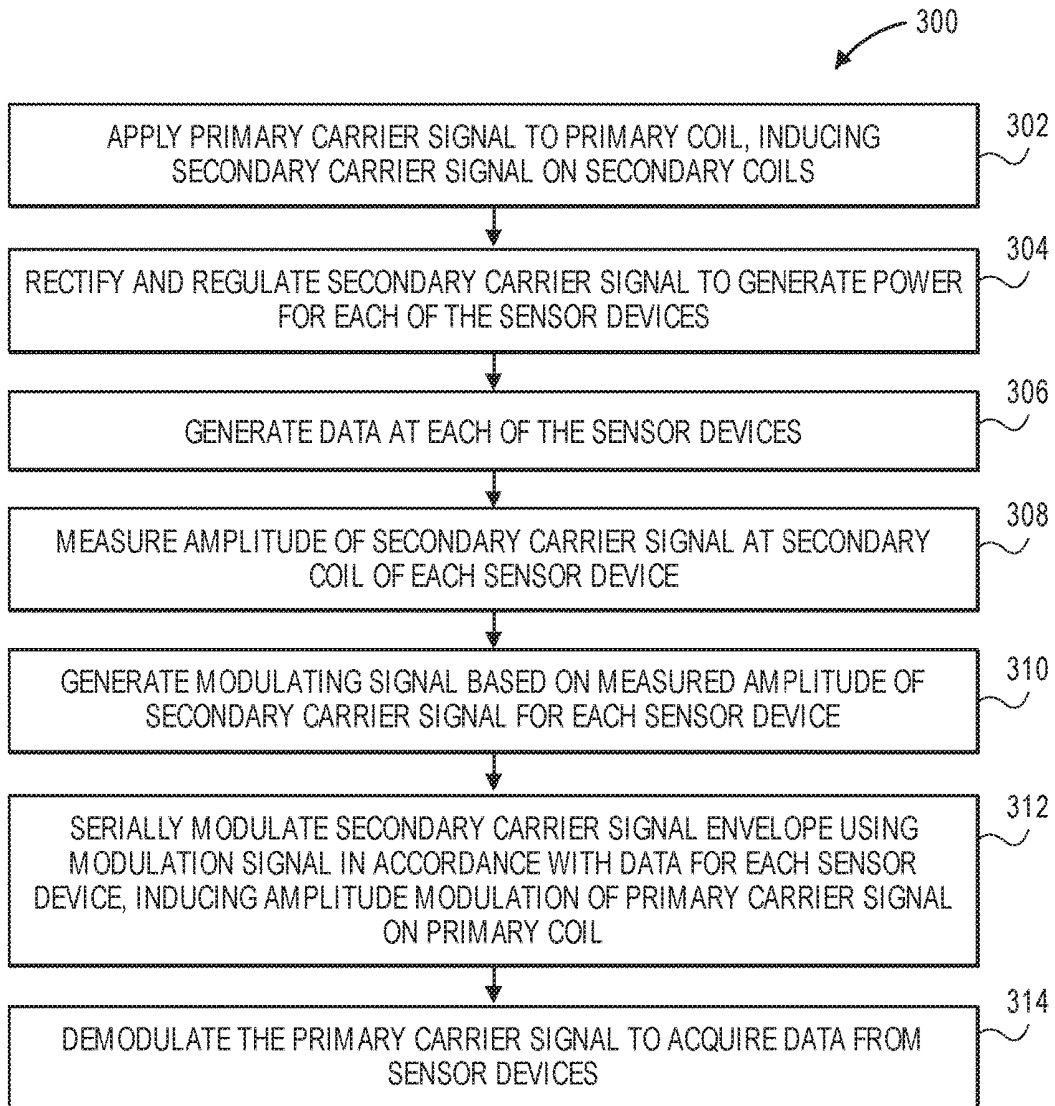 300
APPLY PRIMARY CARRIER SIGNAL TO PRIMARY COIL, INDUCING
SECONDARY CARRIER SIGNAL ON SECONDARY COILS
302
RECTIFY AND REGULATE SECONDARY CARRIER SIGNAL TO GENERATE POWER
FOR EACH OF THE SENSOR DEVICES
304
GENERATE DATA AT EACH OF THE SENSOR DEVICES
306
MEASURE AMPLITUDE OF SECONDARY CARRIER SIGNAL AT SECONDARY
COIL OF EACH SENSOR DEVICE
308
GENERATE MODULATING SIGNAL BASED ON MEASURED AMPLITUDE OF
SECONDARY CARRIER SIGNAL FOR EACH SENSOR DEVICE
310
SERIALLY MODULATE SECONDARY CARRIER SIGNAL ENVELOPE USING
MODULATION SIGNAL IN ACCORDANCE WITH DATA FOR EACH SENSOR
DEVICE, INDUCING AMPLITUDE MODULATION OF PRIMARY CARRIER SIGNAL
ON PRIMARY COIL
312
DEMODULATE THE PRIMARY CARRIER SIGNAL TO ACQUIRE DATA FROM
SENSOR DEVICES
314